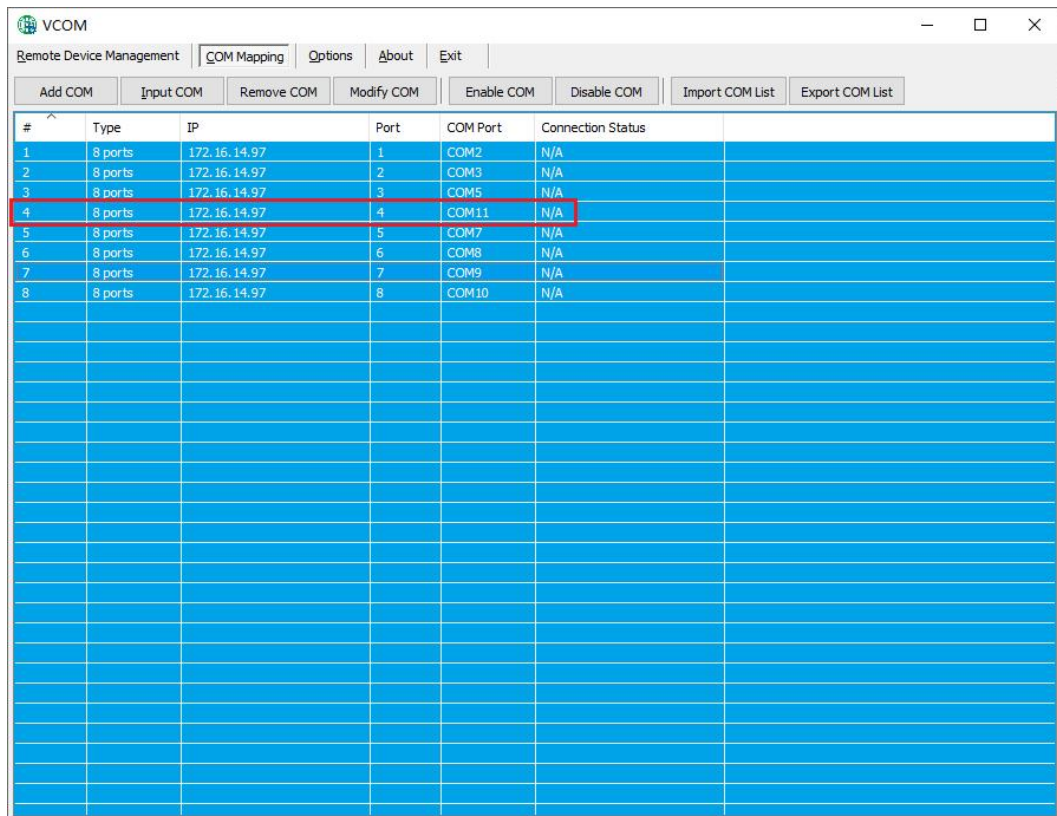 VCOM
Remote Device Management COM Mapping Options About Exit
Add COM Input COM Remove COM Modify COM Enable COM Disable COM Import COM List Export COM List
# Type IP Port COM Port Connection Status
1 8 ports 172.16.14.97 1 COM2 N/A
2 8 ports 172.16.14.97 2 COM3 N/A
3 8 ports 172.16.14.97 3 COM5 N/A
4 8 ports 172.16.14.97 4 COM11 N/A
5 8 ports 172.16.14.97 5 COM7 N/A
6 8 ports 172.16.14.97 6 COM8 N/A
7 8 ports 172.16.14.97 7 COM9 N/A
8 8 ports 172.16.14.97 8 COM10 N/A